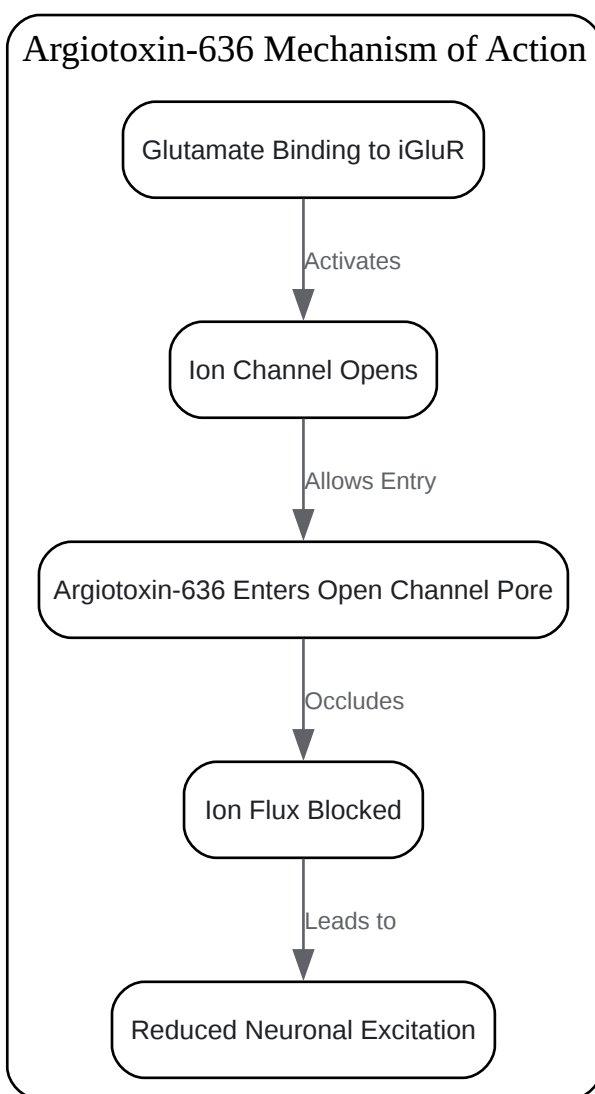 Argiotoxin-636 Mechanism of Action
Glutamate Binding to iGluR
Activates
Ion Channel Opens
Allows Entry
Argiotoxin-636 Enters Open Channel Pore
Occludes
Ion Flux Blocked
Leads to
Reduced Neuronal Excitation